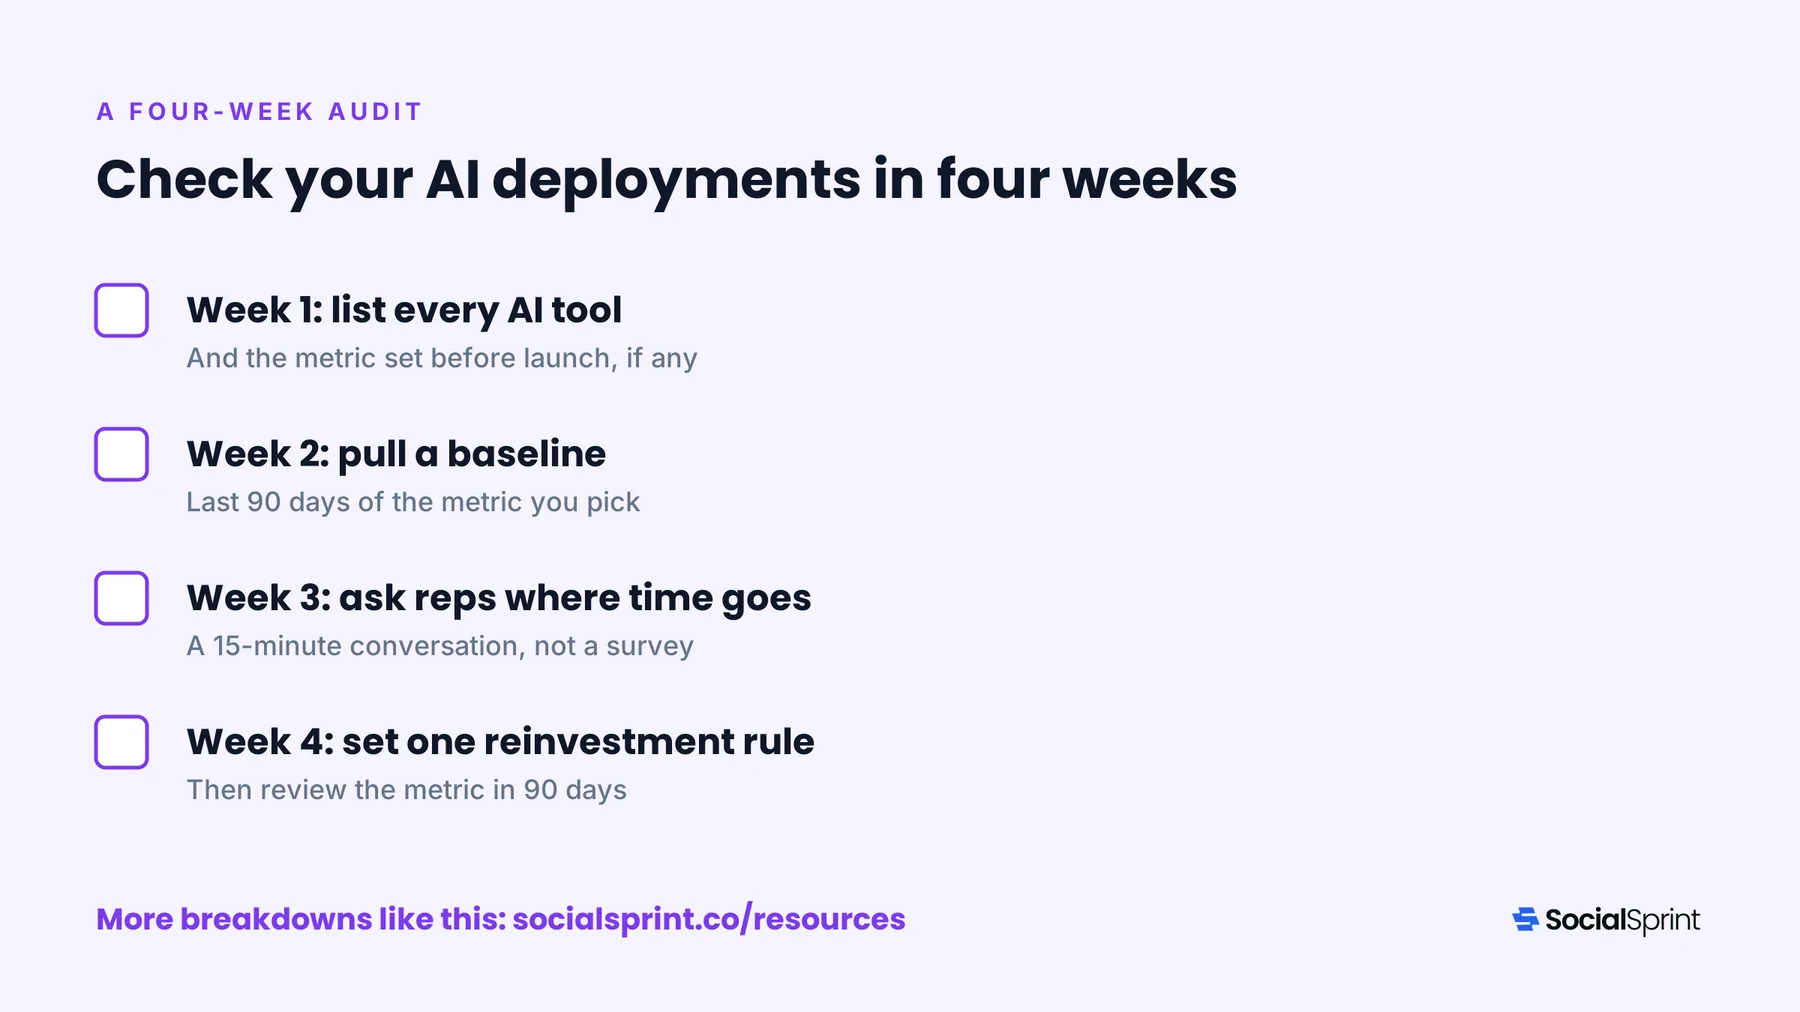 A FOUR-WEEK AUDIT
Check your AI deployments in four weeks
Week 1: list every AI tool
And the metric set before launch, if any
Week 2: pull a baseline
Last 90 days of the metric you pick
Week 3: ask reps where time goes
A 15-minute conversation, not a survey
Week 4: set one reinvestment rule
Then review the metric in 90 days
More breakdowns like this: socialsprint.co/resources
SocialSprint